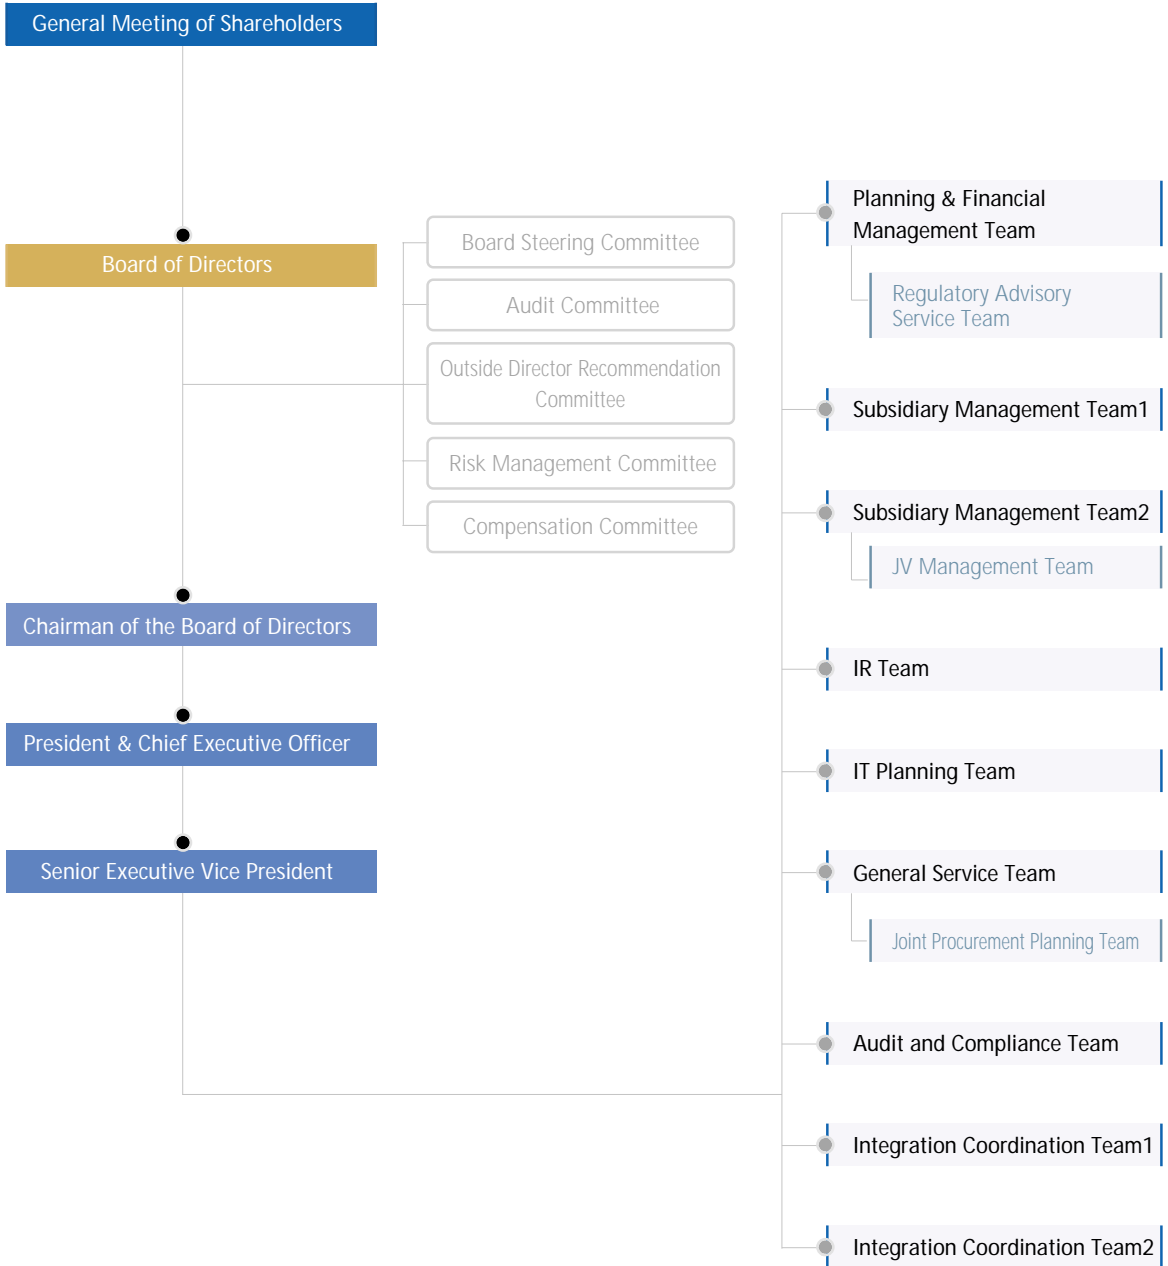 General Meeting of Shareholders
Board of Directors
Board Steering Committee
Audit Committee
Outside Director Recommendation
Committee
Risk Management Committee
Compensation Committee
Chairman of the Board of Directors
President & Chief Executive Officer
Senior Executive Vice President
Planning & Financial
Management Team
Regulatory Advisory
Service Team
Subsidiary Management Team1
Subsidiary Management Team2
JV Management Team
IR Team
IT Planning Team
General Service Team
Joint Procurement Planning Team
Audit and Compliance Team
Integration Coordination Team1
Integration Coordination Team2